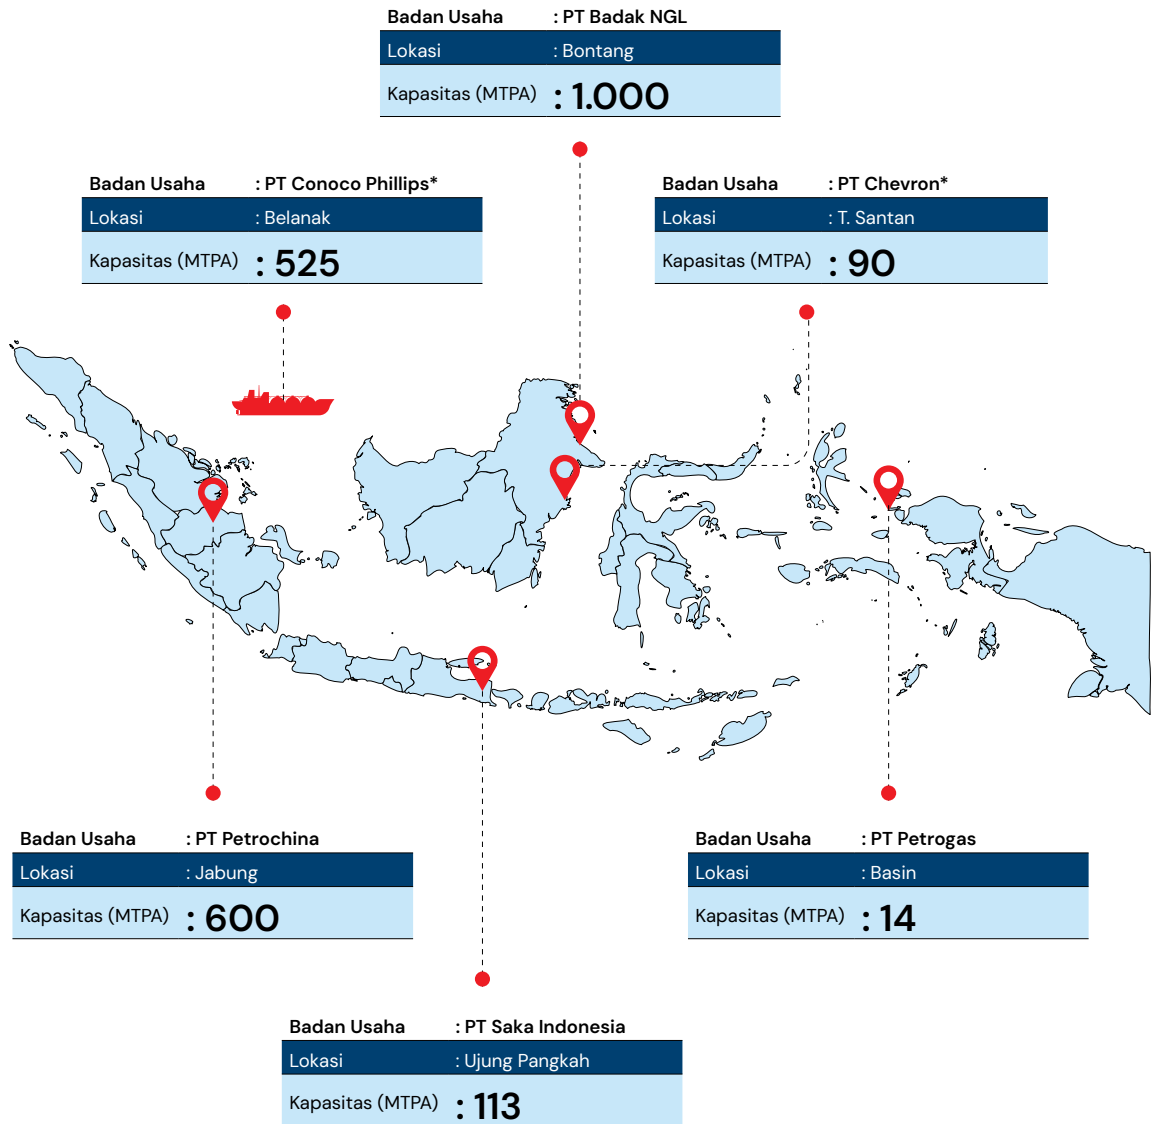 Badan Usaha : PT Badak NGL
Lokasi : Bontang
Kapasitas (MTPA) : 1.000
Badan Usaha : PT Conoco Phillips*
Lokasi : Belanak
Kapasitas (MTPA) : 525
Badan Usaha : PT Chevron*
Lokasi : T. Santan
Kapasitas (MTPA) : 90
Badan Usaha : PT Petrochina
Lokasi : Jabung
Kapasitas (MTPA) : 600
Badan Usaha : PT Petrogas
Lokasi : Basin
Kapasitas (MTPA) : 14
Badan Usaha : PT Saka Indonesia
Lokasi : Ujung Pangkah
Kapasitas (MTPA) : 113